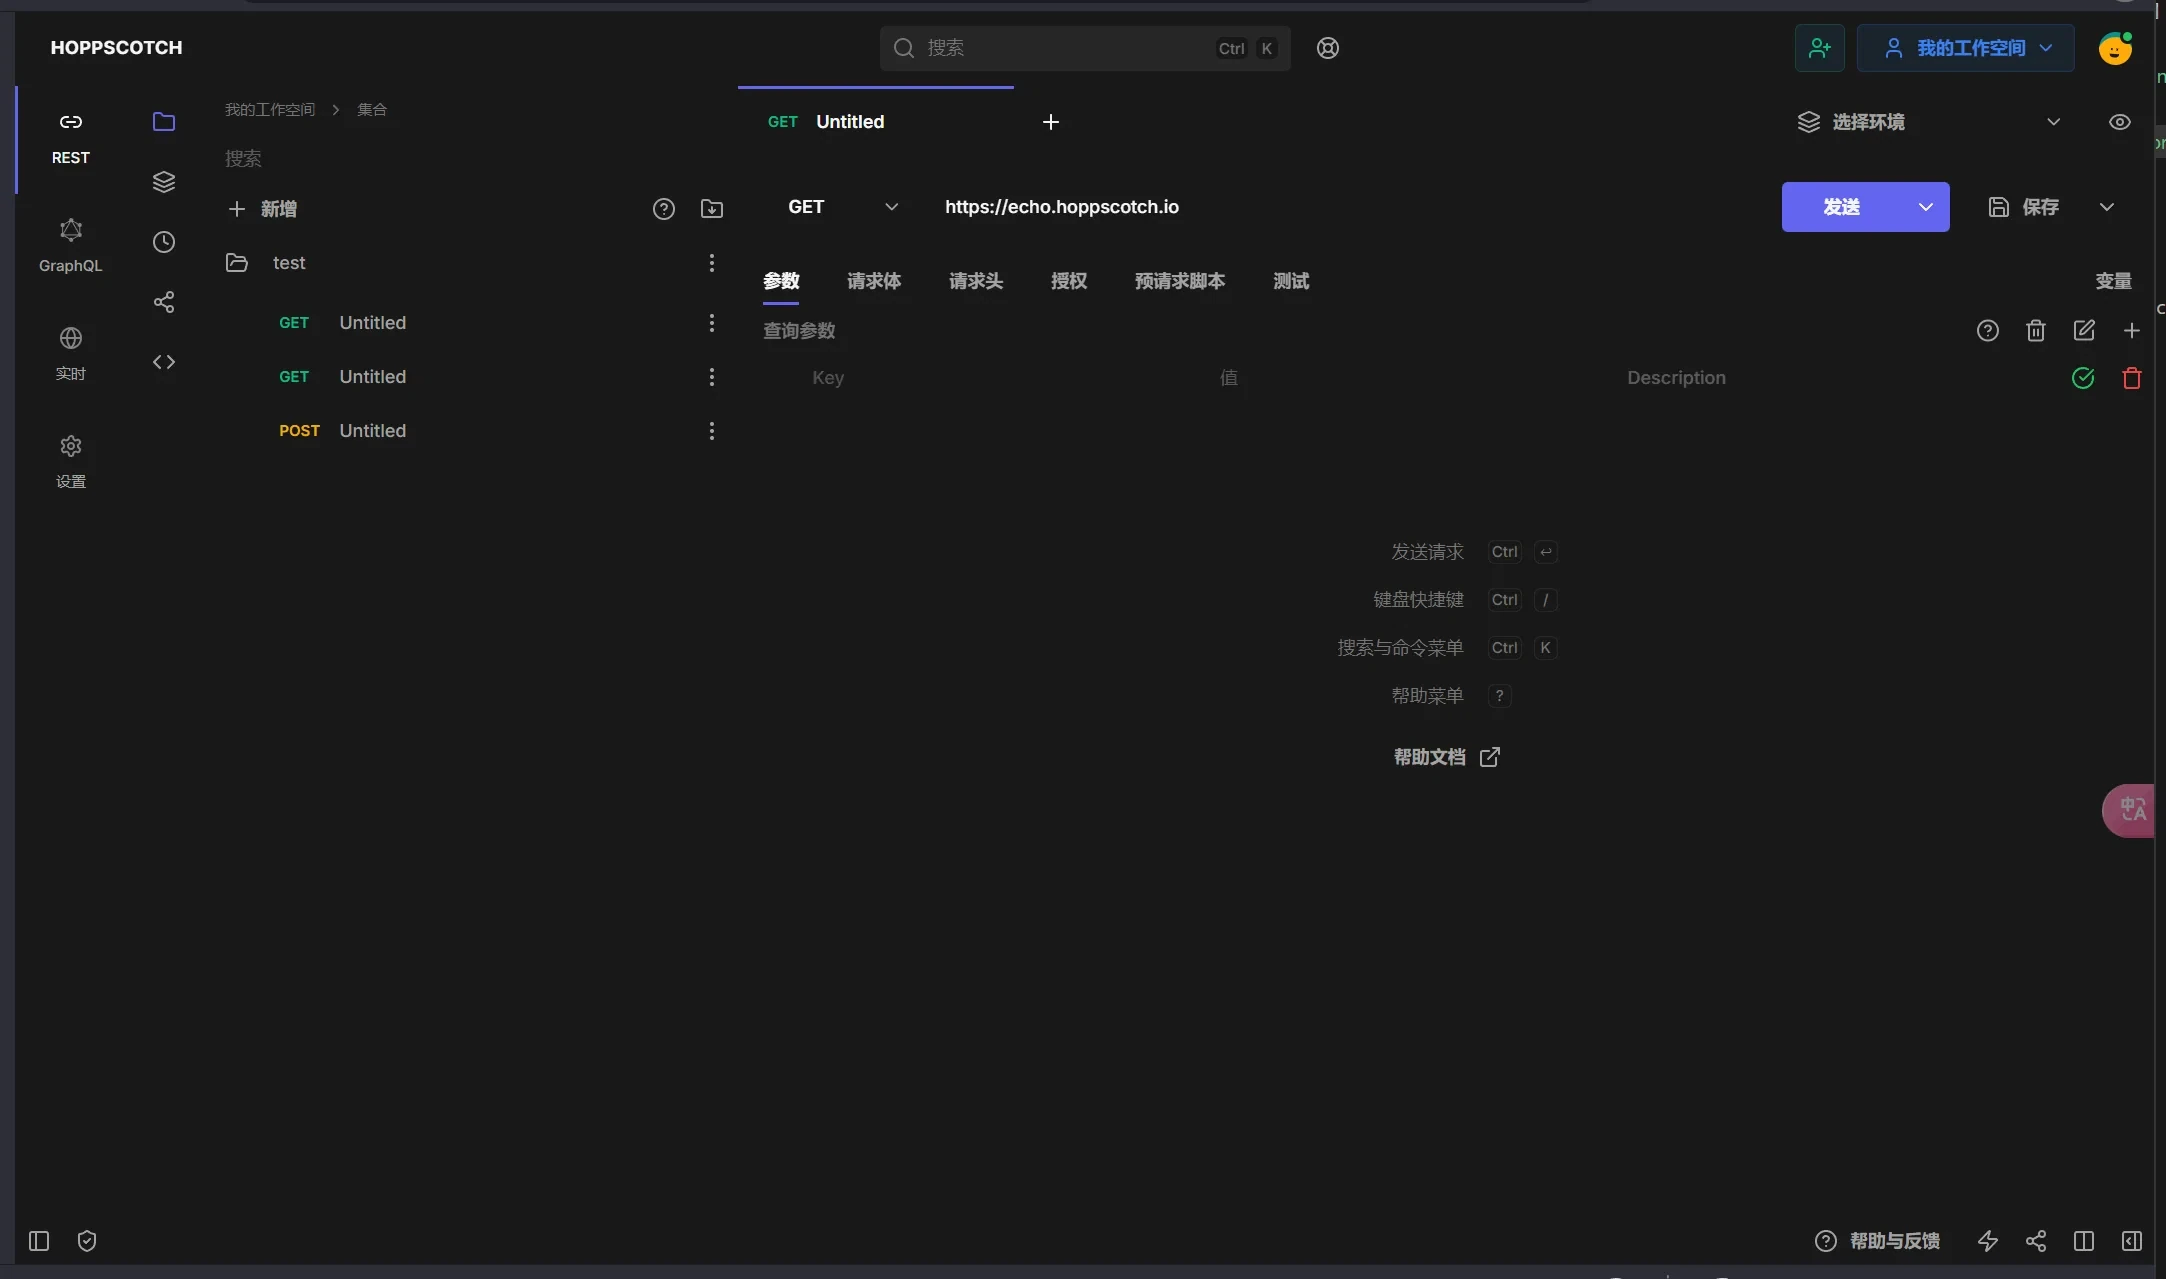 HOPPSCOTCH
搜索 Ctrl K
我的工作空间
REST
GraphQL
实时
设置
我的工作空间 > 集合
搜索
新增
test
GET Untitled
GET Untitled
POST Untitled
GET Untitled
选择环境
GET https://echo.hoppscotch.io
发送
保存
参数 请求体 请求头 授权 预请求脚本 测试 变量
查询参数
Key 值 Description
发送请求 Ctrl ↩
键盘快捷键 Ctrl /
搜索与命令菜单 Ctrl K
帮助菜单 ?
帮助文档
中A
帮助与反馈